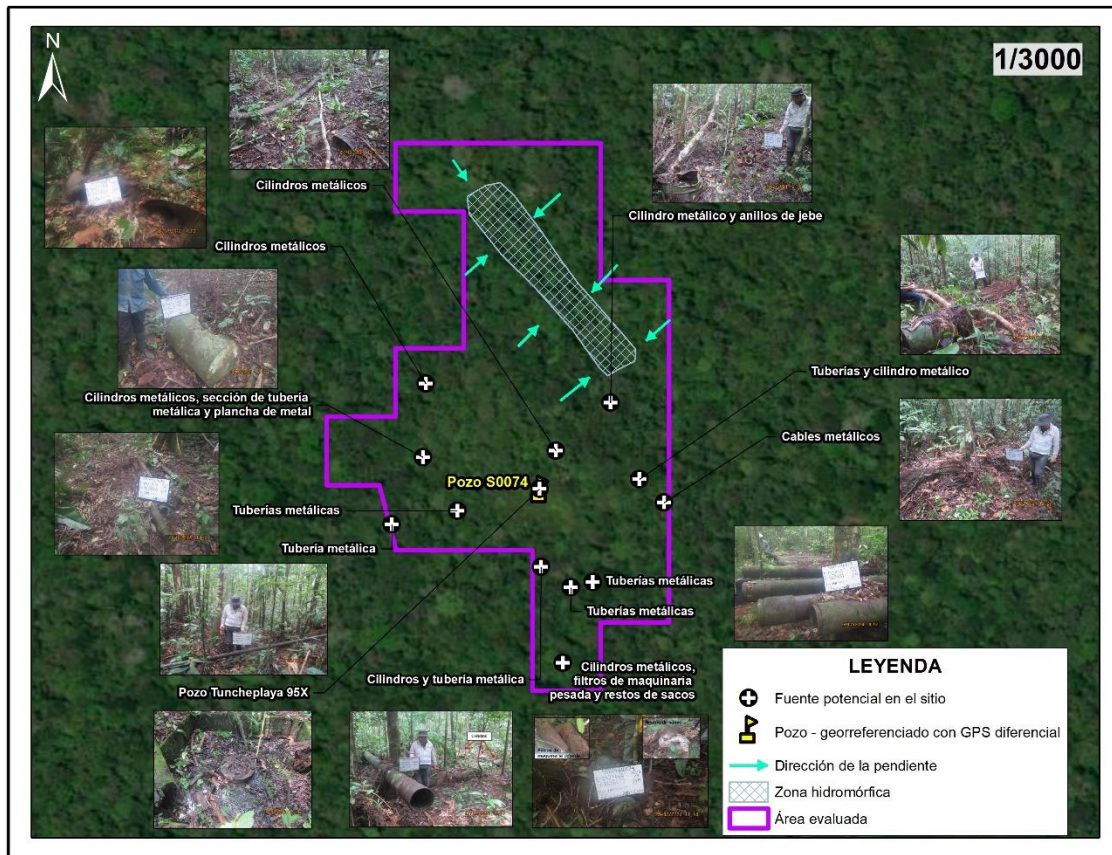 N
1/3000
Cilindros metálicos
Cilindro metálico y anillos de jebe
Cilindros metálicos
Tuberías y cilindro metálico
Cilindros metálicos, sección de tubería
metálica y plancha de metal
Cables metálicos
Pozo S0074
Tuberías metálicas
Tubería metálica
Tuberías metálicas
Tuberías metálicas
Cilindros y tubería metálica
Cilindros metálicos,
filtros de maquinaria
pesada y restos de sacos
Pozo Tuncheplaya 95X
LEYENDA
Fuente potencial en el sitio
Pozo - georreferenciado con GPS diferencial
Dirección de la pendiente
Zona hidromórfica
Área evaluada